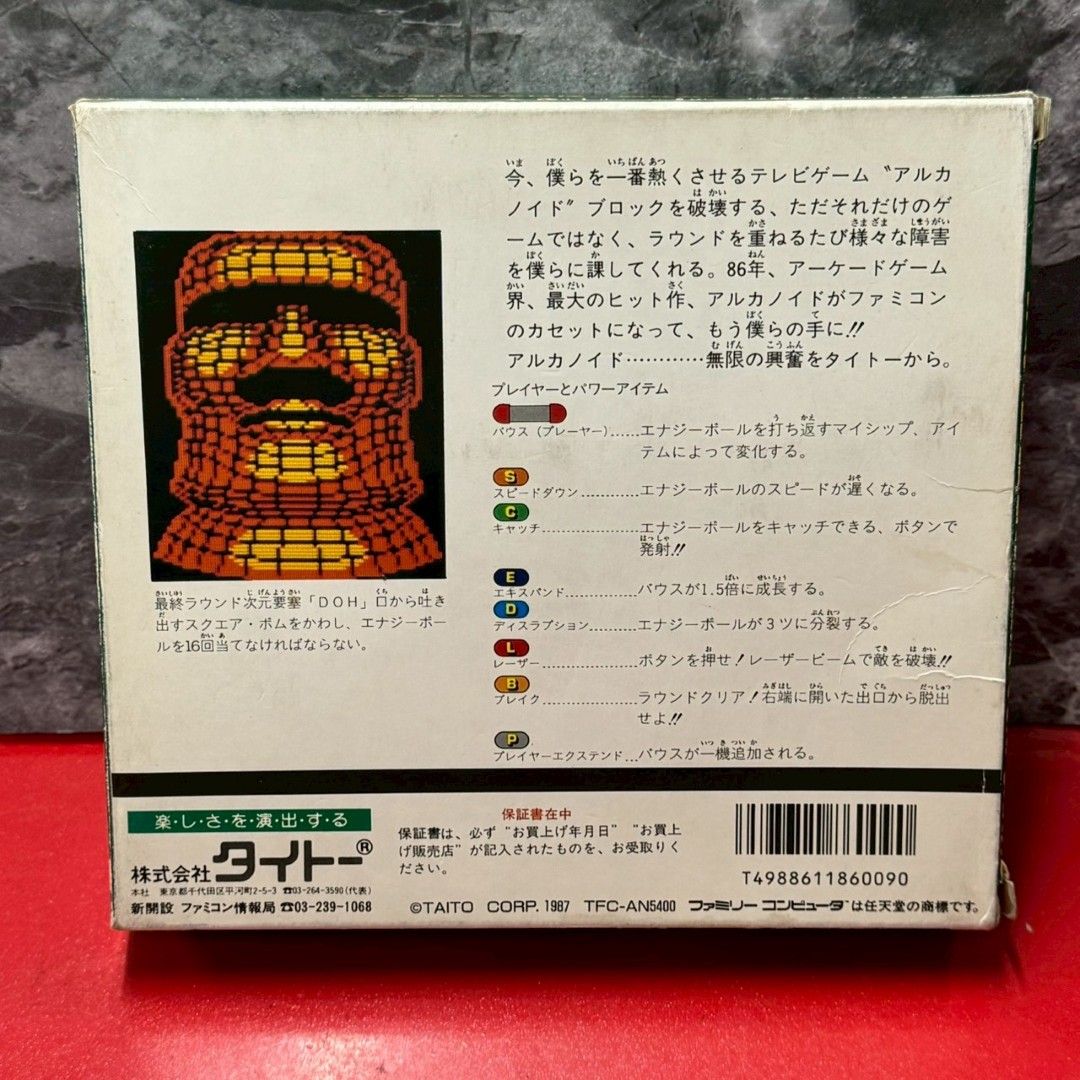 今、僕らを一番熱くさせるテレビゲーム〝アルカ
ノイド〟ブロックを破壊する、ただそれだけのゲ
ームではなく、ラウンドを重ねるたび様々な障害
を僕らに課してくれる。86年、アーケードゲーム
界、最大のヒット作、アルカノイドがファミコン
のカセットになって、もう僕らの手に!!
アルカノイド…………無限の興奮をタイトーから。
プレイヤーとパワーアイテム
バウス（プレーヤー）……エナジーボールを打ち返すマイシップ、アイ
テムによって変化する。
S
スピードダウン…………エナジーボールのスピードが遅くなる。
C
キャッチ…………エナジーボールをキャッチできる、ボタンで
発射!!
E
エキスパンド…………バウスが1.5倍に成長する。
D
ディスラプション…………エナジーボールが3ツに分裂する。
L
レーザー…………ボタンを押せ!レーザービームで敵を破壊!!
B
ブレイク…………ラウンドクリア!右端に開いた出口から脱出
せよ!!
P
プレイヤーエクステンド…バウスが一機追加される。
最終ラウンド次元要塞「DOH」口から吐き
出すスクエア・ボムをかわし、エナジーボー
ルを16回当てなければならない。
楽・し・さ・を・演・出・す・る
株式会社タイトー®
本社 東京都千代田区平河町2-5-3 ☎03-264-3590(代表)
新開設 ファミコン情報局 ☎03-239-1068
保証書在中
保証書は、必ず〝お買上げ年月日〟〝お買上
げ販売店〟が記入されたものを、お受取りく
ださい。
T4988611860090
©TAITO CORP. 1987 TFC-AN5400 ファミリーコンピュータ™は任天堂の商標です。